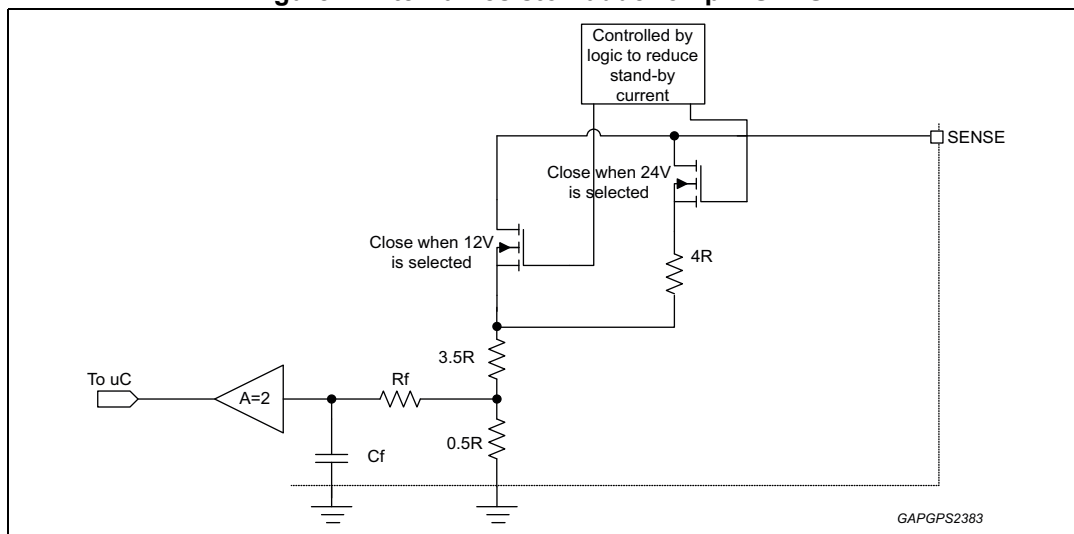 Controlled by
logic to reduce
stand-by
current
SENSE
Close when 24V
is selected
Close when 12V
is selected
4R
3.5R
To uC
A=2
Rf
0.5R
Cf
GAPGPS2383